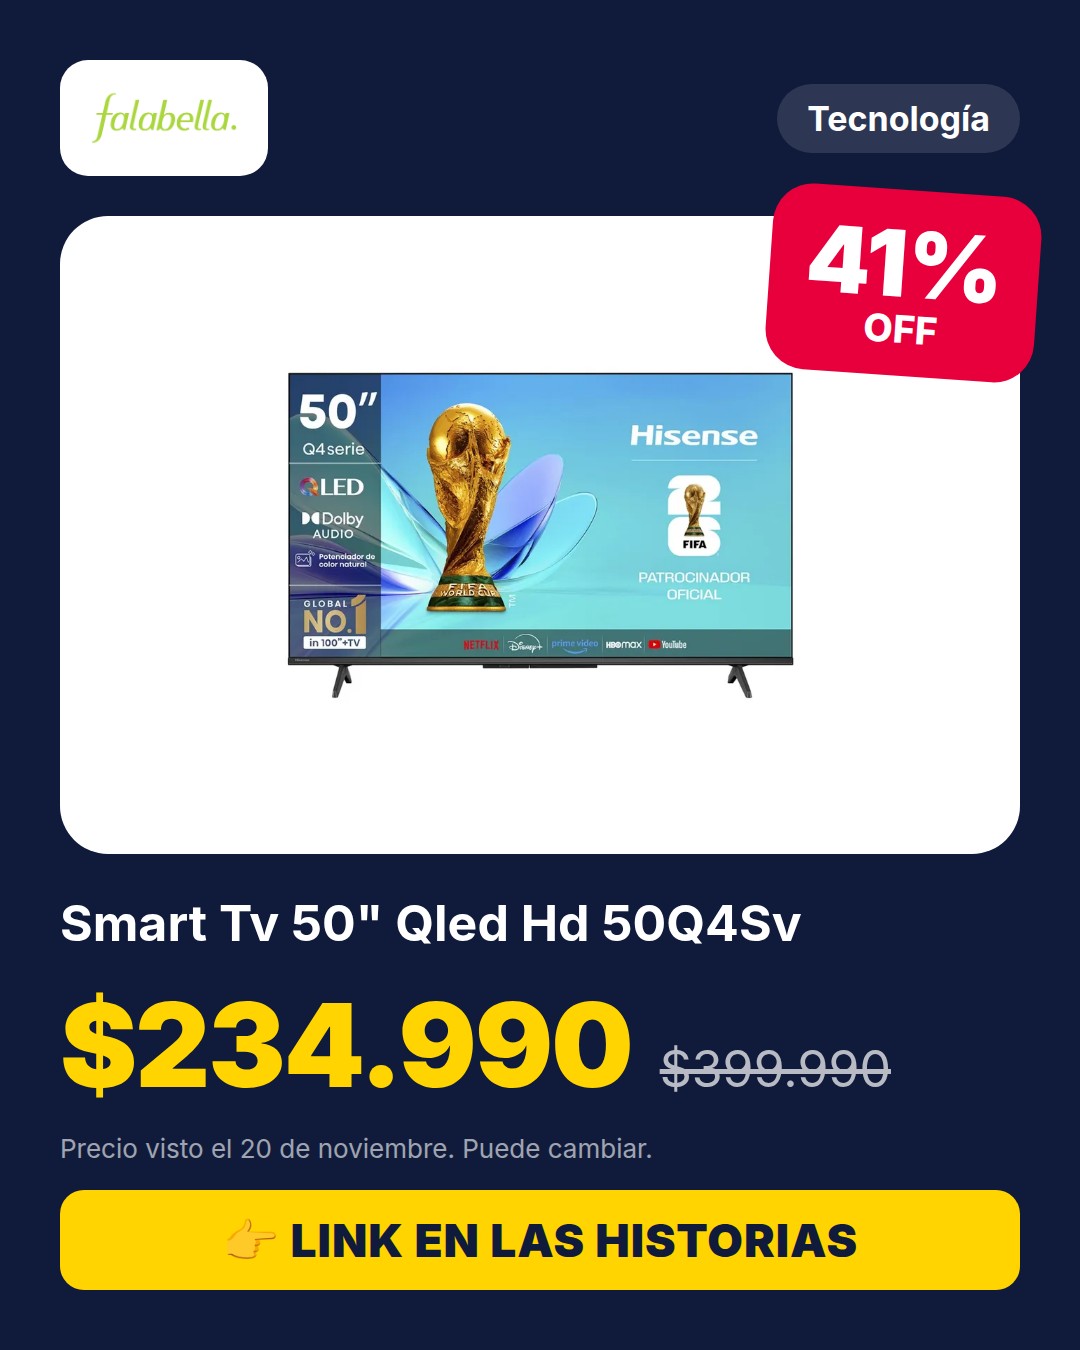 falabella.
Tecnología
41%
OFF
50"
Q4serie
QLED
Dolby
AUDIO
Potenciador de
color natural
GLOBAL
NO.1
in 100"+TV
Hisense
FIFA
PATROCINADOR
OFICIAL
FIFA
WORLD CUP
TM
NETFLIX
Disney+
prime video
HBOmax
YouTube
Smart Tv 50" Qled Hd 50Q4Sv
$234.990
$399.990
Precio visto el 20 de noviembre. Puede cambiar.
👉 LINK EN LAS HISTORIAS